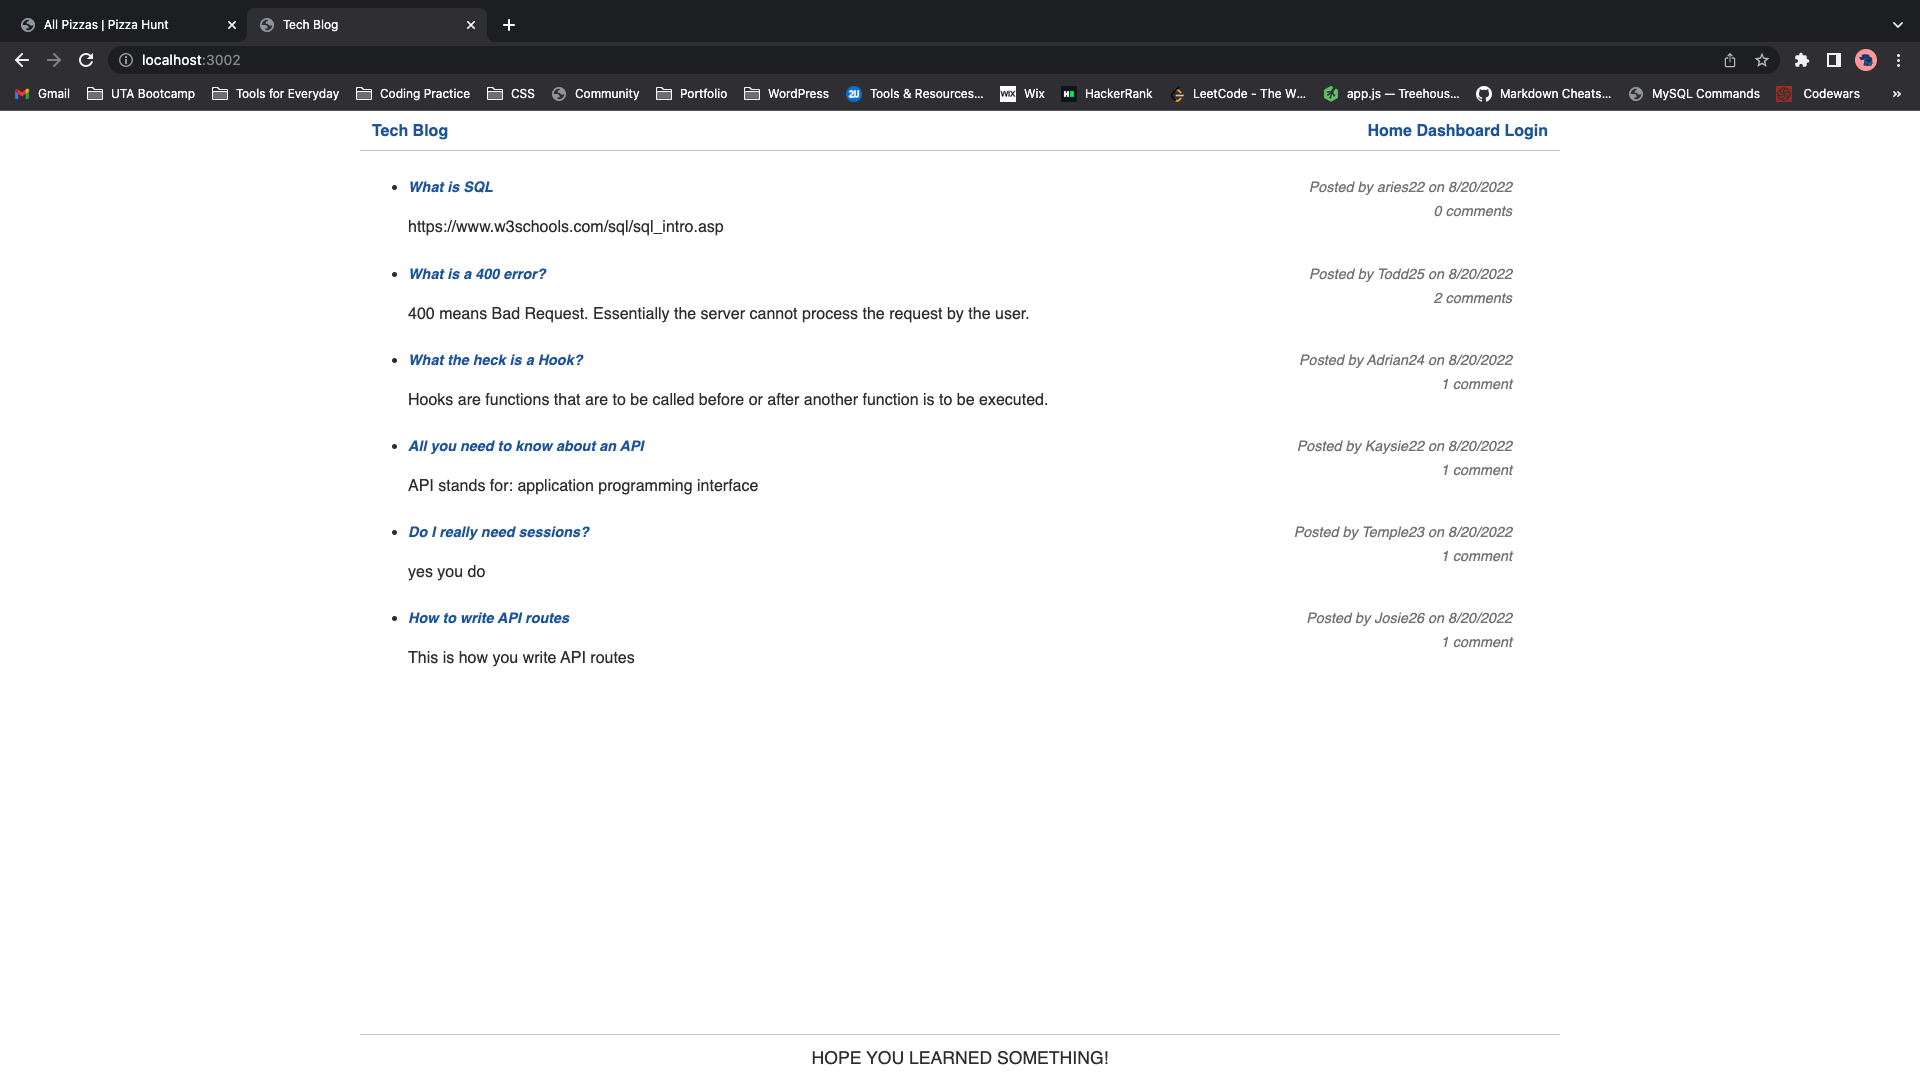 All Pizzas | Pizza Hunt
Tech Blog
localhost:3002
Gmail UTA Bootcamp Tools for Everyday Coding Practice CSS Community Portfolio WordPress 2U Tools & Resources... WIX Wix HackerRank LeetCode - The W... app.js — Treehous... Markdown Cheats... MySQL Commands Codewars »
Tech Blog Home Dashboard Login
What is SQL Posted by aries22 on 8/20/2022
0 comments
https://www.w3schools.com/sql/sql_intro.asp
What is a 400 error? Posted by Todd25 on 8/20/2022
2 comments
400 means Bad Request. Essentially the server cannot process the request by the user.
What the heck is a Hook? Posted by Adrian24 on 8/20/2022
1 comment
Hooks are functions that are to be called before or after another function is to be executed.
All you need to know about an API Posted by Kaysie22 on 8/20/2022
1 comment
API stands for: application programming interface
Do I really need sessions? Posted by Temple23 on 8/20/2022
1 comment
yes you do
How to write API routes Posted by Josie26 on 8/20/2022
1 comment
This is how you write API routes
HOPE YOU LEARNED SOMETHING!